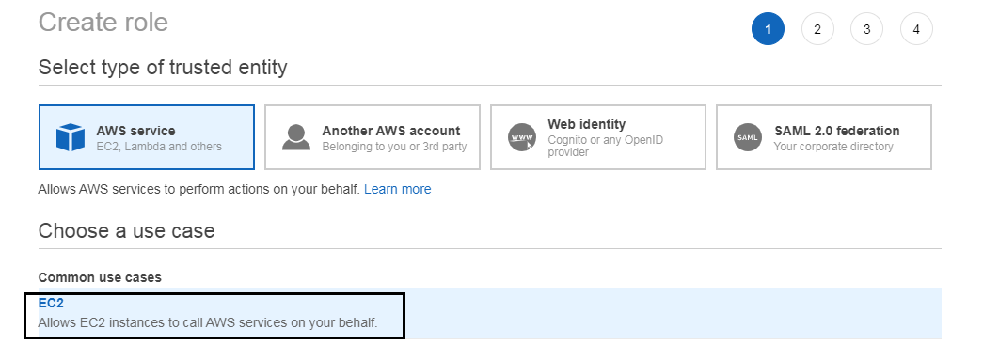 Create role
1 2 3 4
Select type of trusted entity
AWS service
EC2, Lambda and others
Another AWS account
Belonging to you or 3rd party
Web identity
Cognito or any OpenID
provider
SAML 2.0 federation
Your corporate directory
www
SAML
Allows AWS services to perform actions on your behalf. Learn more
Choose a use case
Common use cases
EC2
Allows EC2 instances to call AWS services on your behalf.